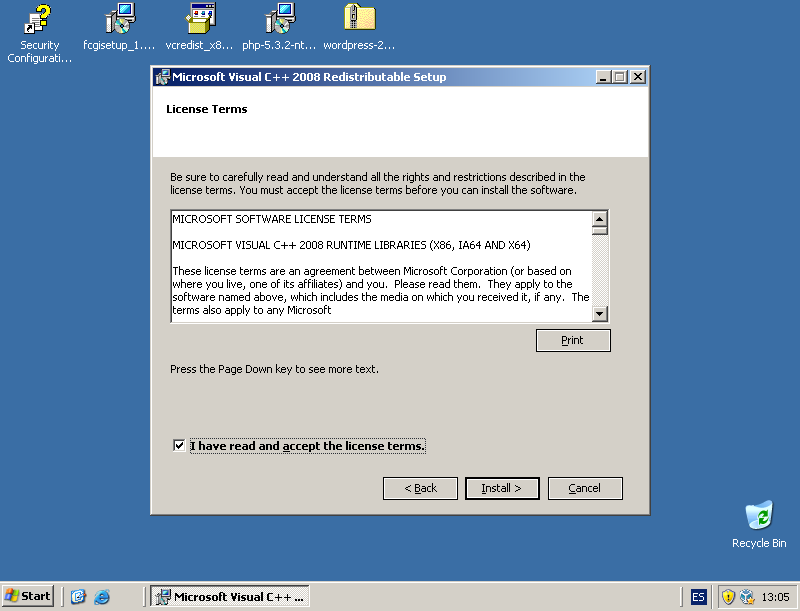 Security
Configurati...
fcgisetup_1....
vcredist_x8...
php-5.3.2-nt...
wordpress-2...
Microsoft Visual C++ 2008 Redistributable Setup
License Terms
Be sure to carefully read and understand all the rights and restrictions described in the
license terms. You must accept the license terms before you can install the software.
MICROSOFT SOFTWARE LICENSE TERMS
MICROSOFT VISUAL C++ 2008 RUNTIME LIBRARIES (X86, IA64 AND X64)
These license terms are an agreement between Microsoft Corporation (or based on
where you live, one of its affiliates) and you.  Please read them.  They apply to the
software named above, which includes the media on which you received it, if any.  The
terms also apply to any Microsoft
Print
Press the Page Down key to see more text.
I have read and accept the license terms.
< Back
Install >
Cancel
Recycle Bin
Start
Microsoft Visual C++ ...
ES
13:05